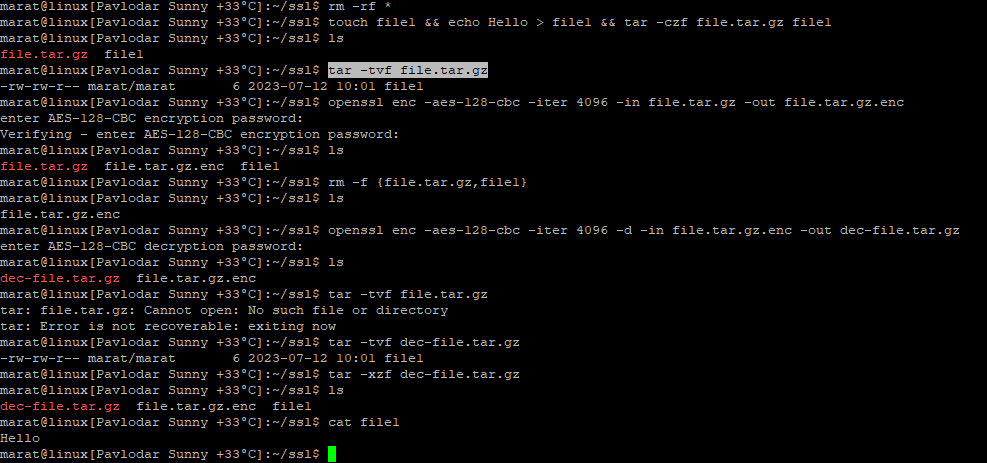 marat@linux[Pavlodar Sunny +33°C]:~/ssl$ rm -rf *
marat@linux[Pavlodar Sunny +33°C]:~/ssl$ touch file1 && echo Hello > file1 && tar -czf file.tar.gz file1
marat@linux[Pavlodar Sunny +33°C]:~/ssl$ ls
file.tar.gz  file1
marat@linux[Pavlodar Sunny +33°C]:~/ssl$ tar -tvf file.tar.gz
-rw-rw-r-- marat/marat       6 2023-07-12 10:01 file1
marat@linux[Pavlodar Sunny +33°C]:~/ssl$ openssl enc -aes-128-cbc -iter 4096 -in file.tar.gz -out file.tar.gz.enc
enter AES-128-CBC encryption password:
Verifying - enter AES-128-CBC encryption password:
marat@linux[Pavlodar Sunny +33°C]:~/ssl$ ls
file.tar.gz  file.tar.gz.enc  file1
marat@linux[Pavlodar Sunny +33°C]:~/ssl$ rm -f {file.tar.gz,file1}
marat@linux[Pavlodar Sunny +33°C]:~/ssl$ ls
file.tar.gz.enc
marat@linux[Pavlodar Sunny +33°C]:~/ssl$ openssl enc -aes-128-cbc -iter 4096 -d -in file.tar.gz.enc -out dec-file.tar.gz
enter AES-128-CBC decryption password:
marat@linux[Pavlodar Sunny +33°C]:~/ssl$ ls
dec-file.tar.gz  file.tar.gz.enc
marat@linux[Pavlodar Sunny +33°C]:~/ssl$ tar -tvf file.tar.gz
tar: file.tar.gz: Cannot open: No such file or directory
tar: Error is not recoverable: exiting now
marat@linux[Pavlodar Sunny +33°C]:~/ssl$ tar -tvf dec-file.tar.gz
-rw-rw-r-- marat/marat       6 2023-07-12 10:01 file1
marat@linux[Pavlodar Sunny +33°C]:~/ssl$ tar -xzf dec-file.tar.gz
marat@linux[Pavlodar Sunny +33°C]:~/ssl$ ls
dec-file.tar.gz  file.tar.gz.enc  file1
marat@linux[Pavlodar Sunny +33°C]:~/ssl$ cat file1
Hello
marat@linux[Pavlodar Sunny +33°C]:~/ssl$